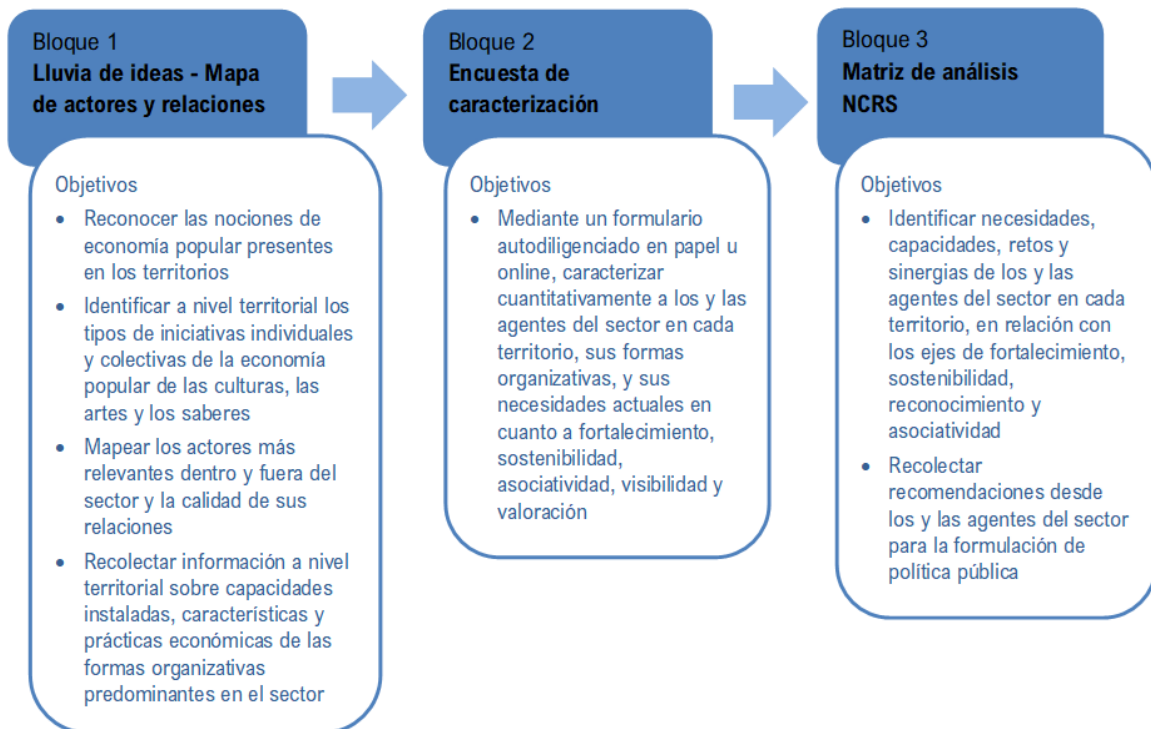 Bloque 1
Lluvia de ideas - Mapa
de actores y relaciones
Objetivos
• Reconocer las nociones de
economía popular presentes
en los territorios
• Identificar a nivel territorial los
tipos de iniciativas individuales
y colectivas de la economía
popular de las culturas, las
artes y los saberes
• Mapear los actores más
relevantes dentro y fuera del
sector y la calidad de sus
relaciones
• Recolectar información a nivel
territorial sobre capacidades
instaladas, características y
prácticas económicas de las
formas organizativas
predominantes en el sector
Bloque 2
Encuesta de
caracterización
Objetivos
• Mediante un formulario
autodiligenciado en papel u
online, caracterizar
cuantitativamente a los y las
agentes del sector en cada
territorio, sus formas
organizativas, y sus
necesidades actuales en
cuanto a fortalecimiento,
sostenibilidad,
asociatividad, visibilidad y
valoración
Bloque 3
Matriz de análisis
NCRS
Objetivos
• Identificar necesidades,
capacidades, retos y
sinergias de los y las
agentes del sector en cada
territorio, en relación con
los ejes de fortalecimiento,
sostenibilidad,
reconocimiento y
asociatividad
• Recolectar
recomendaciones desde
los y las agentes del sector
para la formulación de
política pública